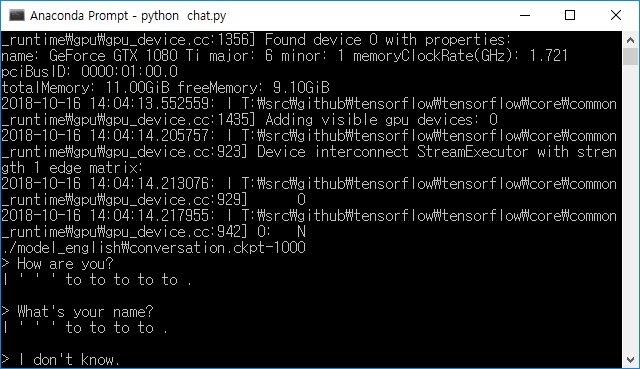 Anaconda Prompt - python  chat.py
_runtime₩gpu₩gpu_device.cc:1356] Found device 0 with properties:
name: GeForce GTX 1080 Ti major: 6 minor: 1 memoryClockRate(GHz): 1.721
pciBusID: 0000:01:00.0
totalMemory: 11.00GiB freeMemory: 9.10GiB
2018-10-16 14:04:13.552559: I T:₩src₩github₩tensorflow₩tensorflow₩core₩common
_runtime₩gpu₩gpu_device.cc:1435] Adding visible gpu devices: 0
2018-10-16 14:04:14.205757: I T:₩src₩github₩tensorflow₩tensorflow₩core₩common
_runtime₩gpu₩gpu_device.cc:923] Device interconnect StreamExecutor with stren
gth 1 edge matrix:
2018-10-16 14:04:14.213076: I T:₩src₩github₩tensorflow₩tensorflow₩core₩common
_runtime₩gpu₩gpu_device.cc:929]      0
2018-10-16 14:04:14.217955: I T:₩src₩github₩tensorflow₩tensorflow₩core₩common
_runtime₩gpu₩gpu_device.cc:942] 0:   N
./model_english₩conversation.ckpt-1000
> How are you?
I ' ' ' to to to to to .
> What's your name?
I ' ' ' to to to to .
> I don't know.